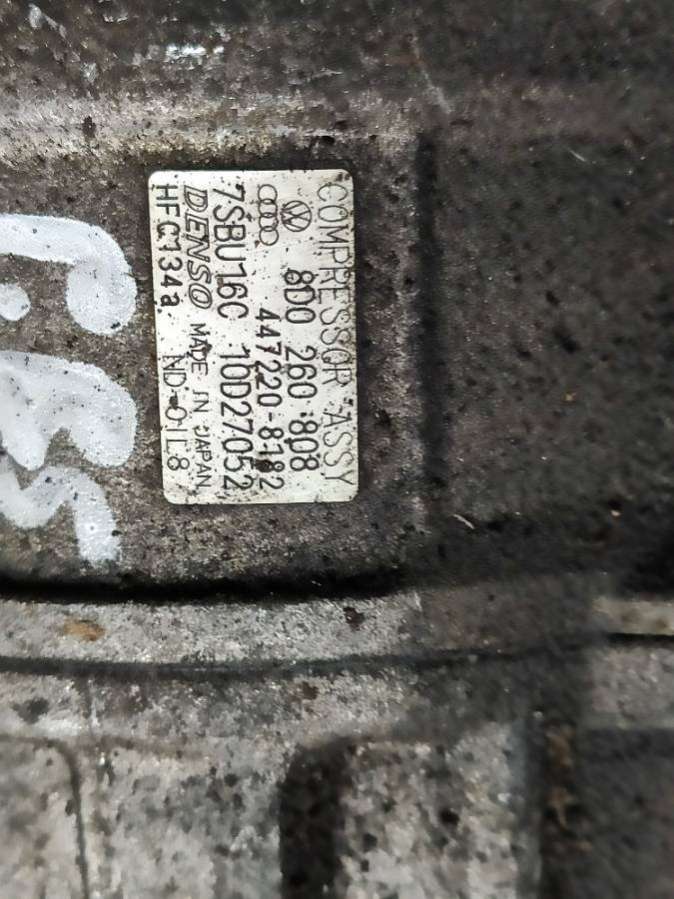 COMPRESSOR ASSY
8D0 260 808
447220-8182
7SBU16C 10D27052
DENSO MADE IN JAPAN
HFC134a ND-OIL8